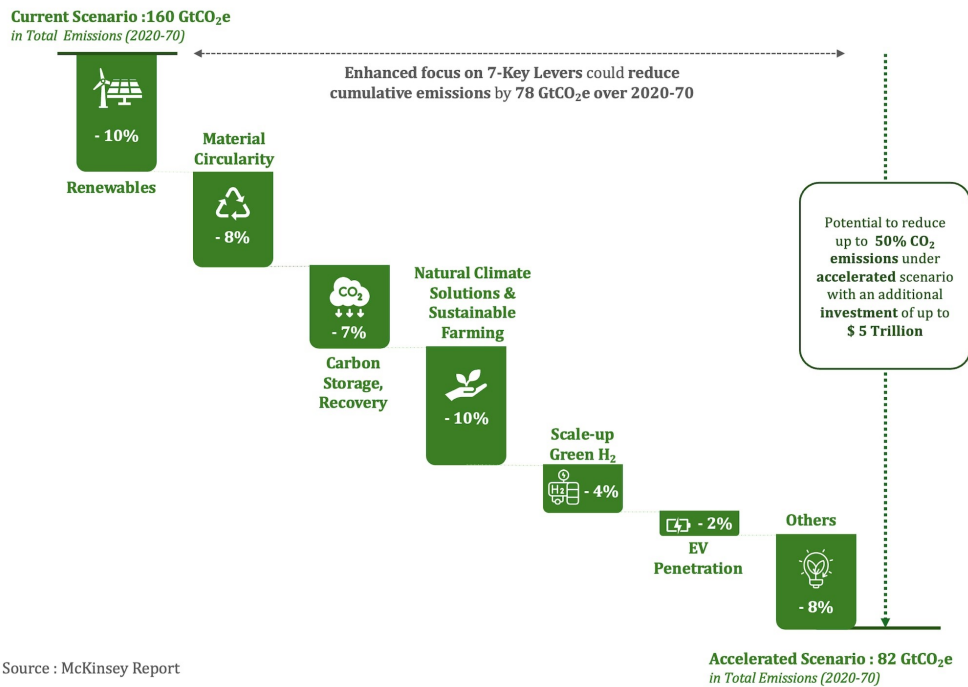 Current Scenario :160 GtCO₂e
in Total Emissions (2020-70)
Enhanced focus on 7-Key Levers could reduce
cumulative emissions by 78 GtCO₂e over 2020-70
- 10%
Renewables
Material
Circularity
- 8%
CO₂
- 7%
Carbon
Storage,
Recovery
Natural Climate
Solutions &
Sustainable
Farming
- 10%
Scale-up
Green H₂
H₂
- 4%
- 2%
EV
Penetration
Others
- 8%
Potential to reduce
up to 50% CO₂
emissions under
accelerated scenario
with an additional
investment of up to
$ 5 Trillion
Accelerated Scenario : 82 GtCO₂e
in Total Emissions (2020-70)
Source : McKinsey Report